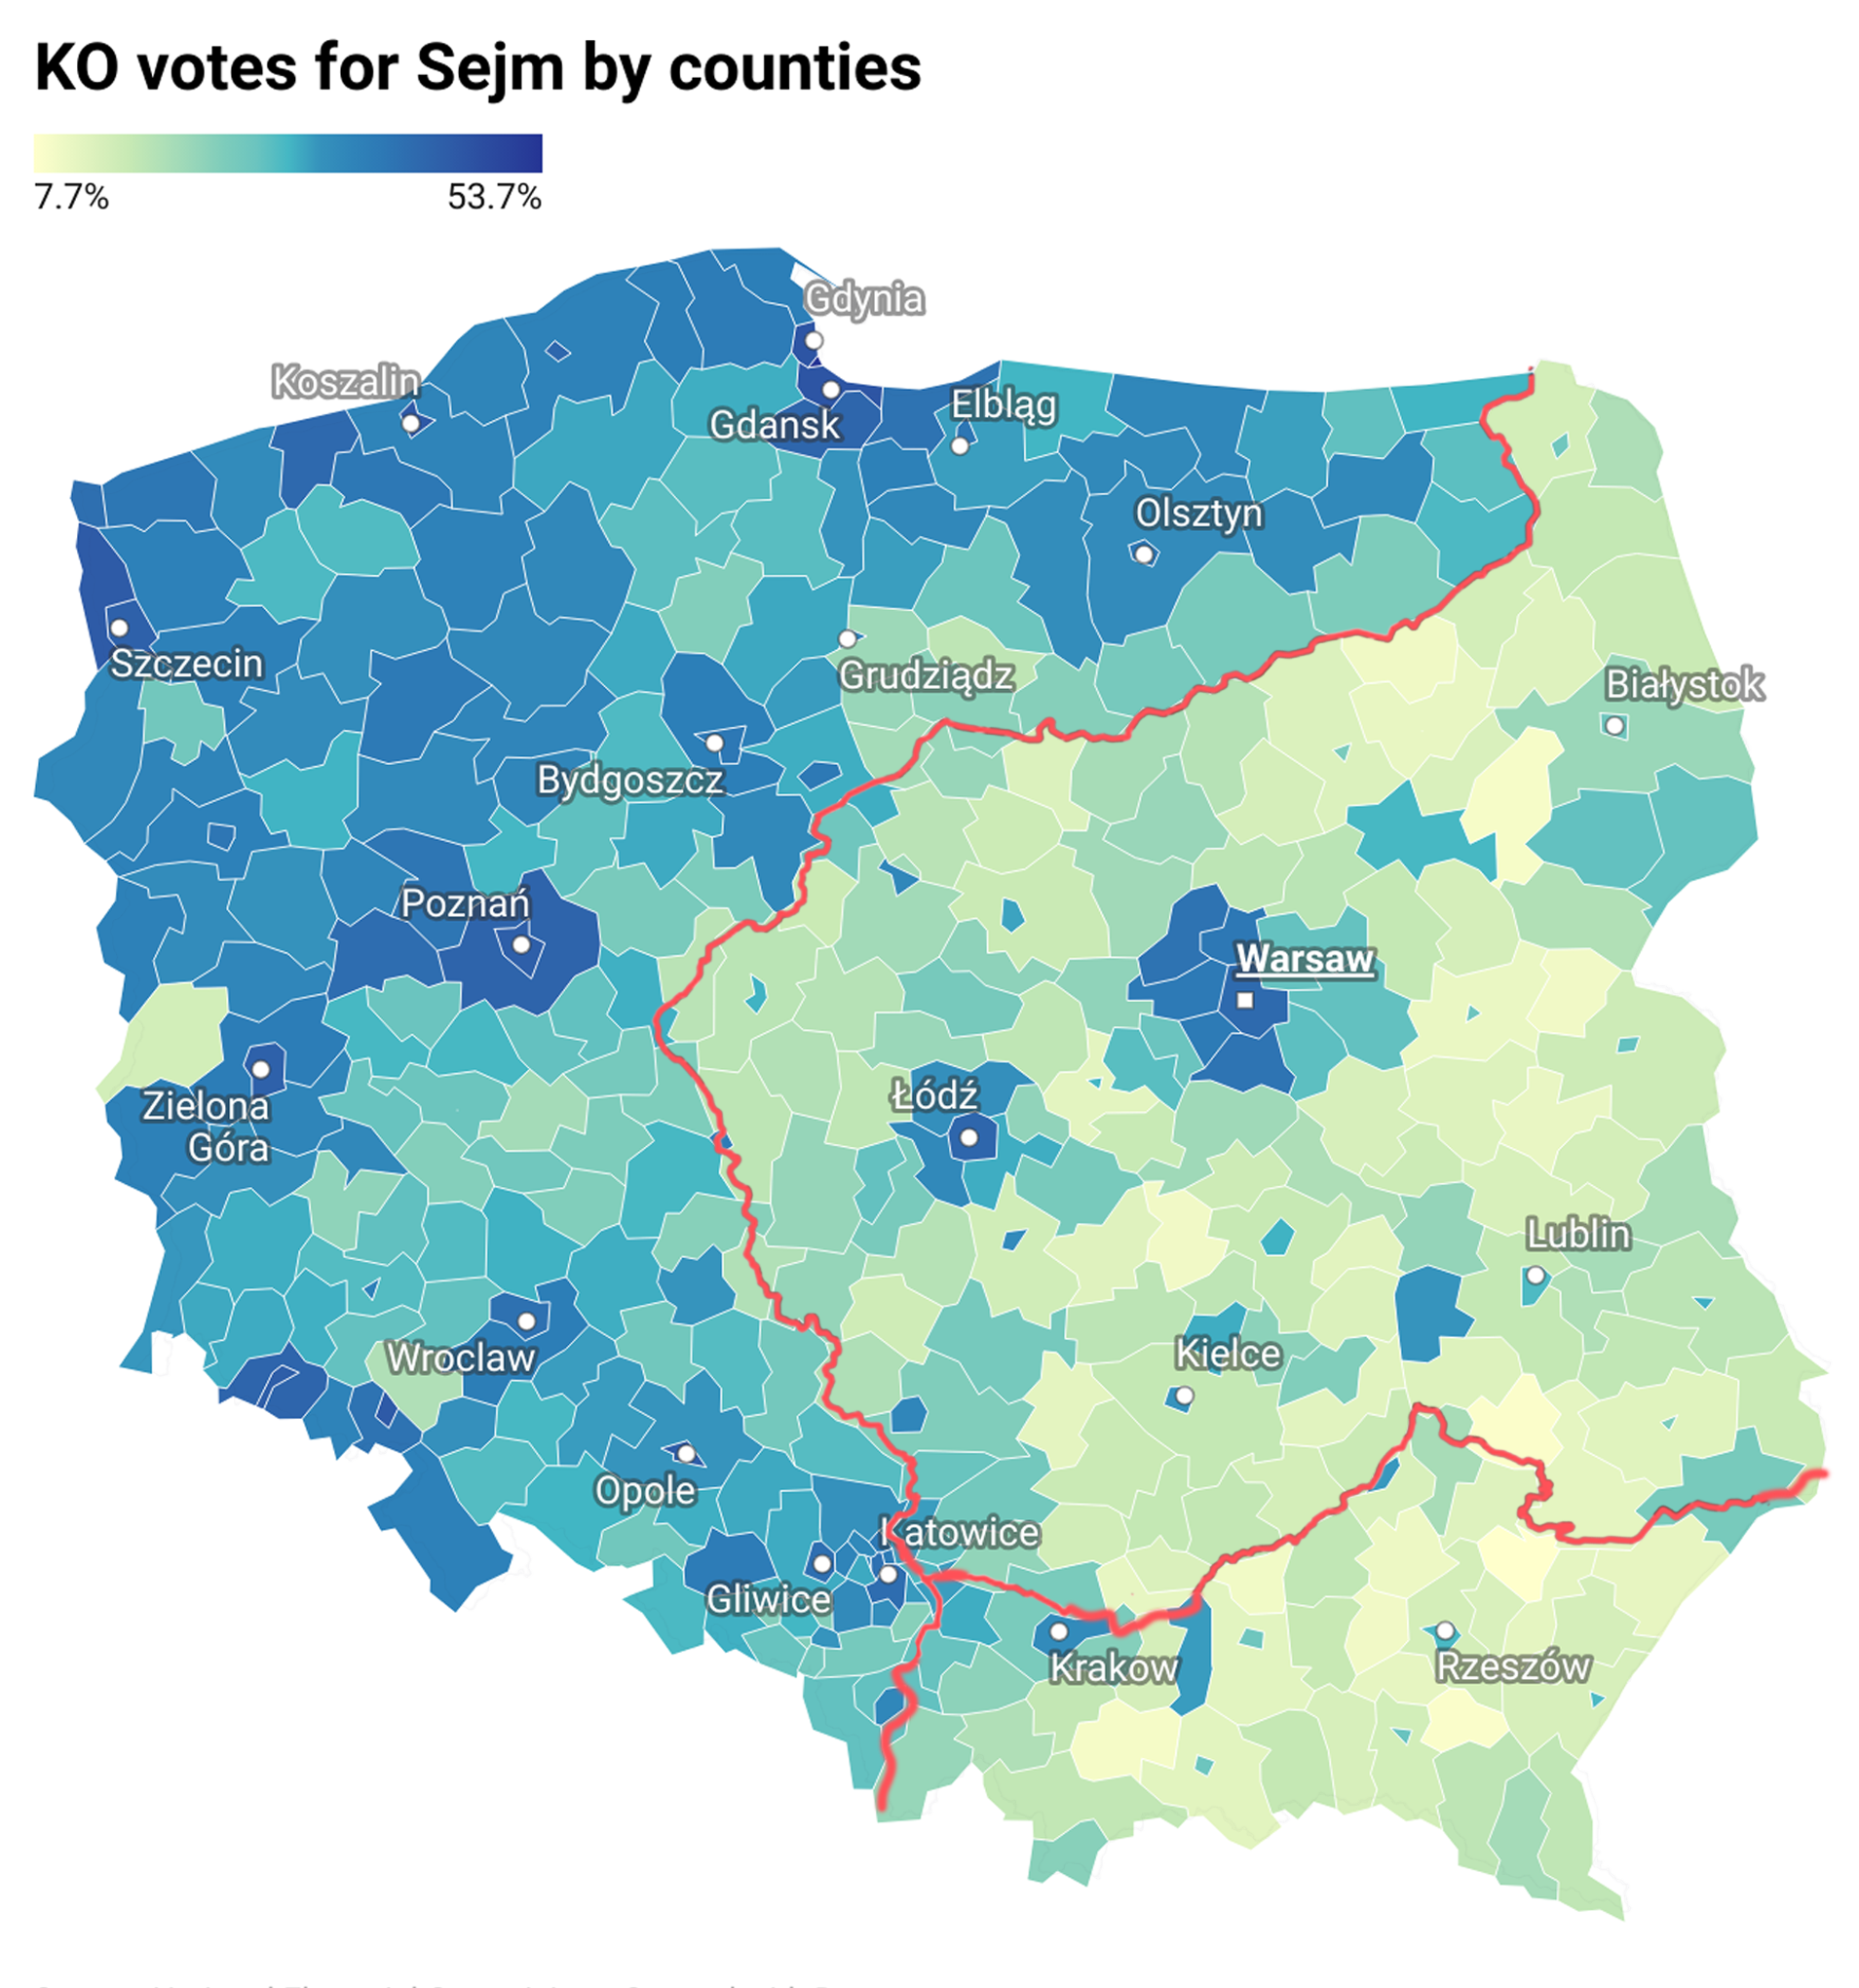 KO votes for Sejm by counties
7.7%
53.7%
Gdynia
Koszalin
Elbląg
Gdansk
Olsztyn
Szczecin
Grudziądz
Białystok
Bydgoszcz
Poznań
Warsaw
Łódź
Zielona
Góra
Lublin
Wroclaw
Kielce
Opole
Katowice
Gliwice
Krakow
Rzeszów